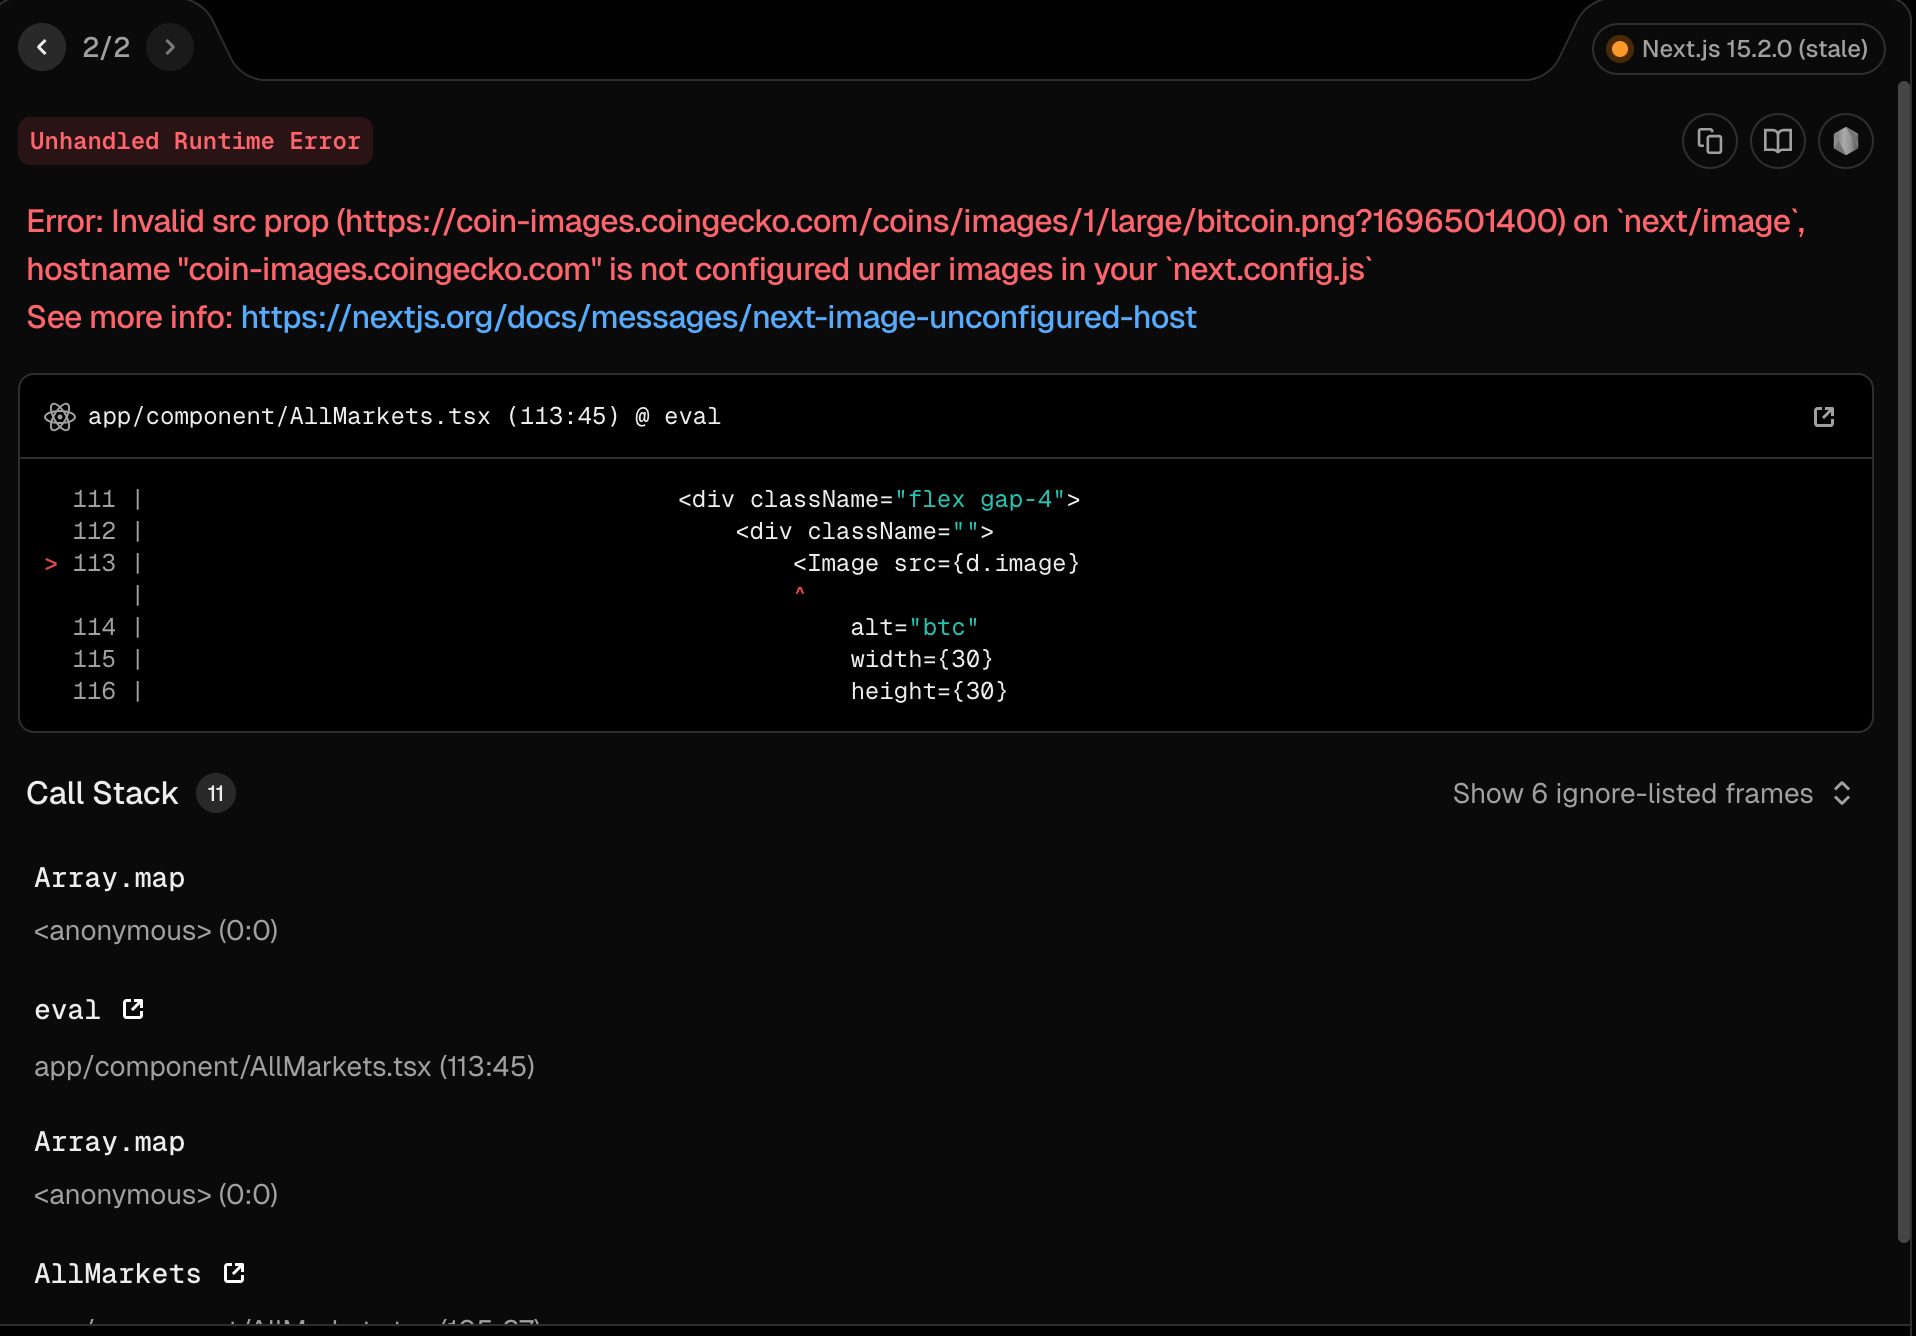 2/2
Next.js 15.2.0 (stale)
Unhandled Runtime Error
Error: Invalid src prop (https://coin-images.coingecko.com/coins/images/1/large/bitcoin.png?1696501400) on `next/image`,
hostname "coin-images.coingecko.com" is not configured under images in your `next.config.js`
See more info: https://nextjs.org/docs/messages/next-image-unconfigured-host
app/component/AllMarkets.tsx (113:45) @ eval
111 | <div className="flex gap-4">
112 | <div className="">
> 113 | <Image src={d.image}
| ^
114 | alt="btc"
115 | width={30}
116 | height={30}
Call Stack 11
Show 6 ignore-listed frames
Array.map
<anonymous> (0:0)
eval
app/component/AllMarkets.tsx (113:45)
Array.map
<anonymous> (0:0)
AllMarkets